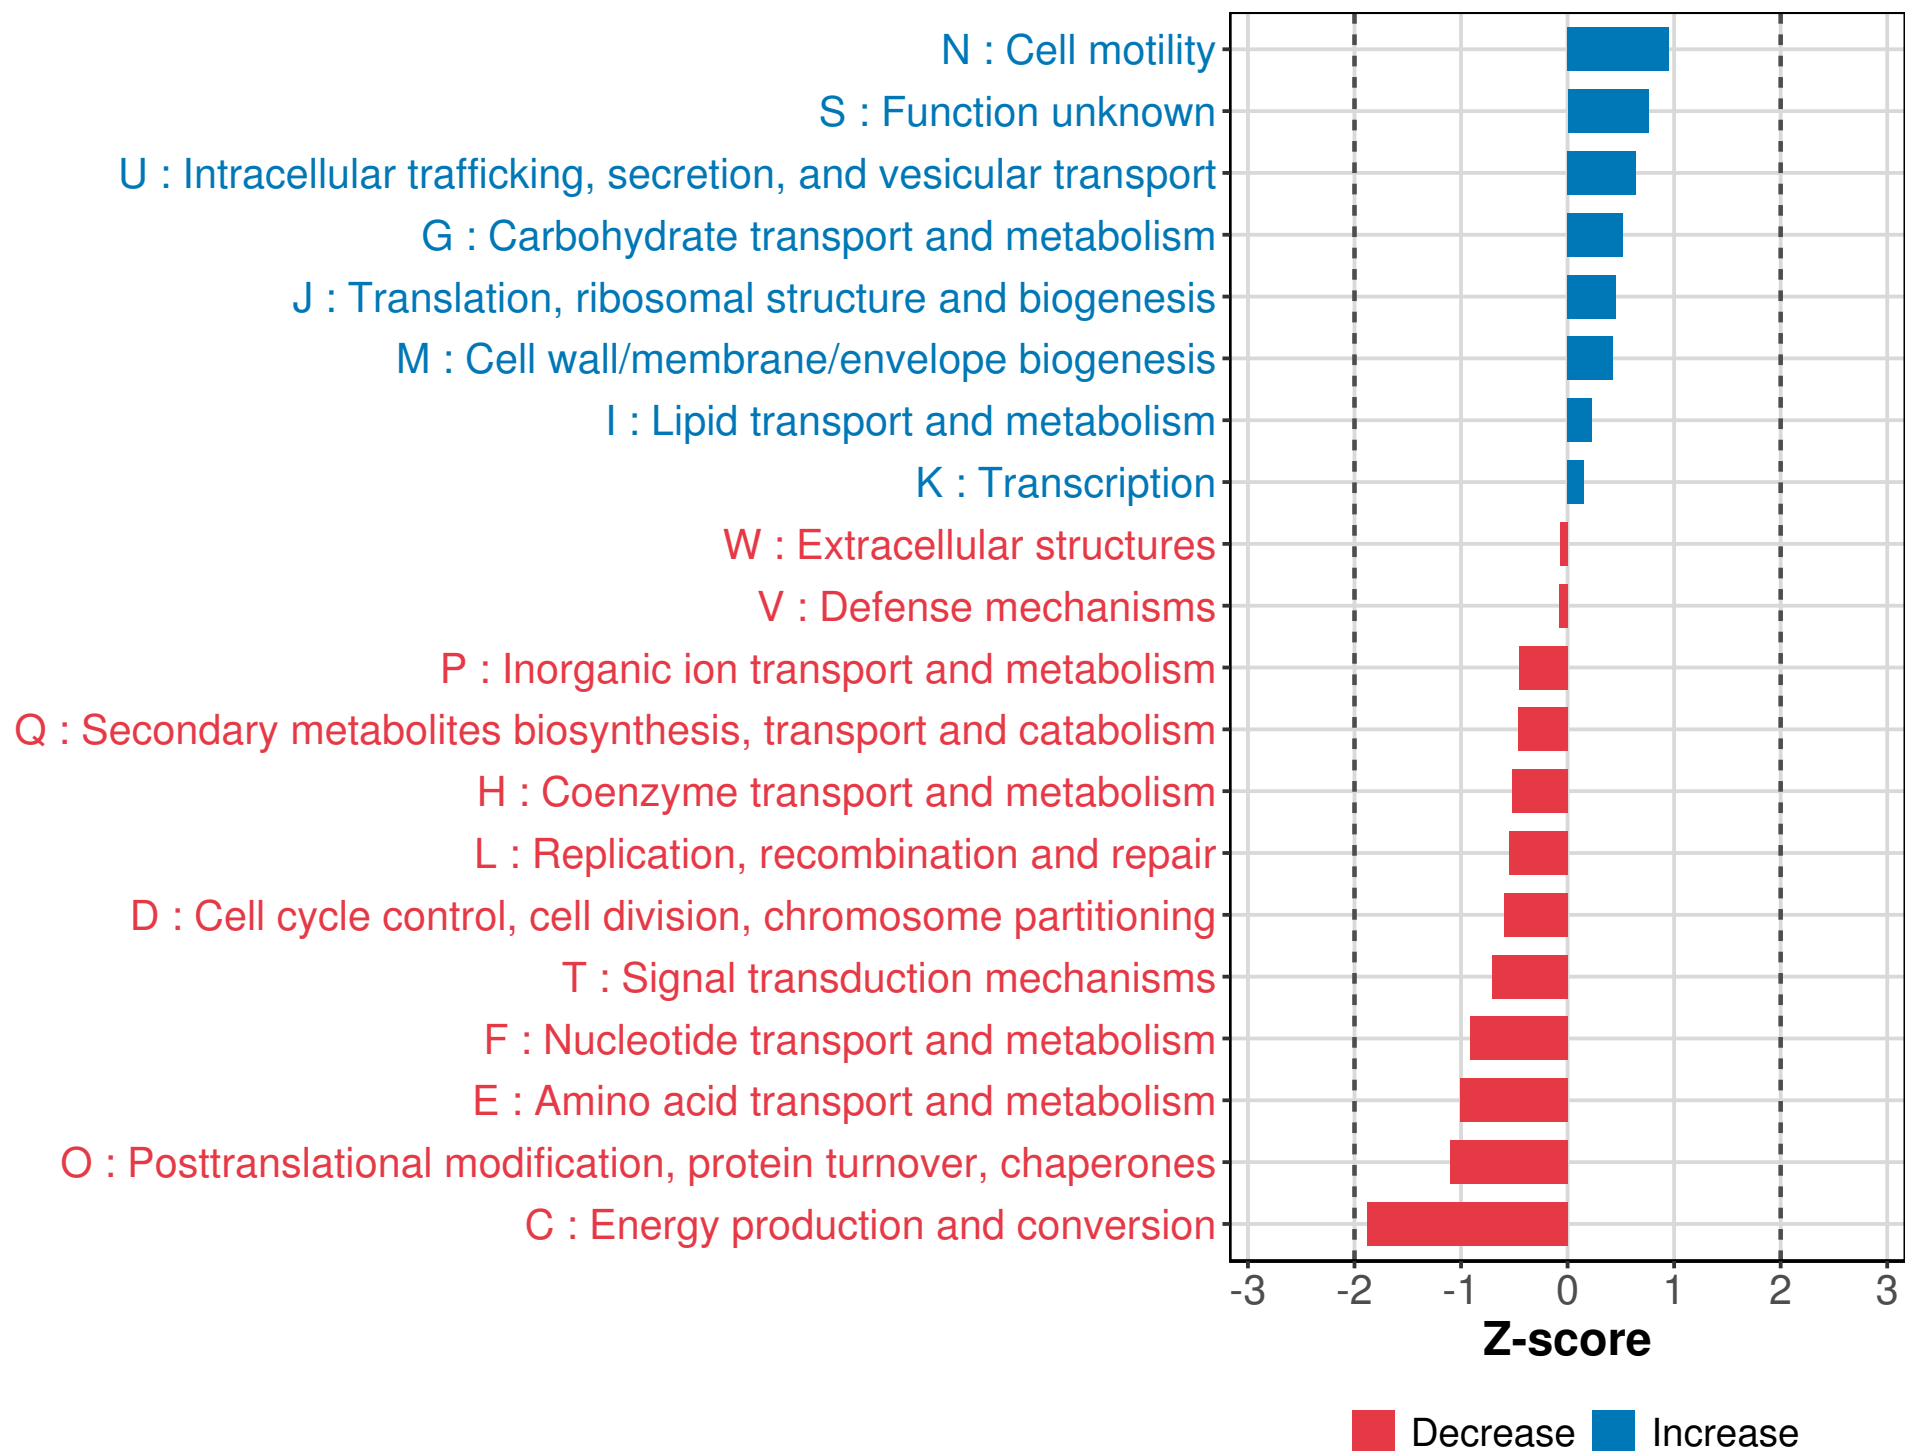 N : Cell motility
S : Function unknown
U : Intracellular trafficking, secretion, and vesicular transport
G : Carbohydrate transport and metabolism
J : Translation, ribosomal structure and biogenesis
M : Cell wall/membrane/envelope biogenesis
I : Lipid transport and metabolism
K : Transcription
W : Extracellular structures
V : Defense mechanisms
P : Inorganic ion transport and metabolism
Q : Secondary metabolites biosynthesis, transport and catabolism
H : Coenzyme transport and metabolism
L : Replication, recombination and repair
D : Cell cycle control, cell division, chromosome partitioning
T : Signal transduction mechanisms
F : Nucleotide transport and metabolism
E : Amino acid transport and metabolism
O : Posttranslational modification, protein turnover, chaperones
C : Energy production and conversion
-3 -2 -1 0 1 2 3
Z-score
Decrease Increase